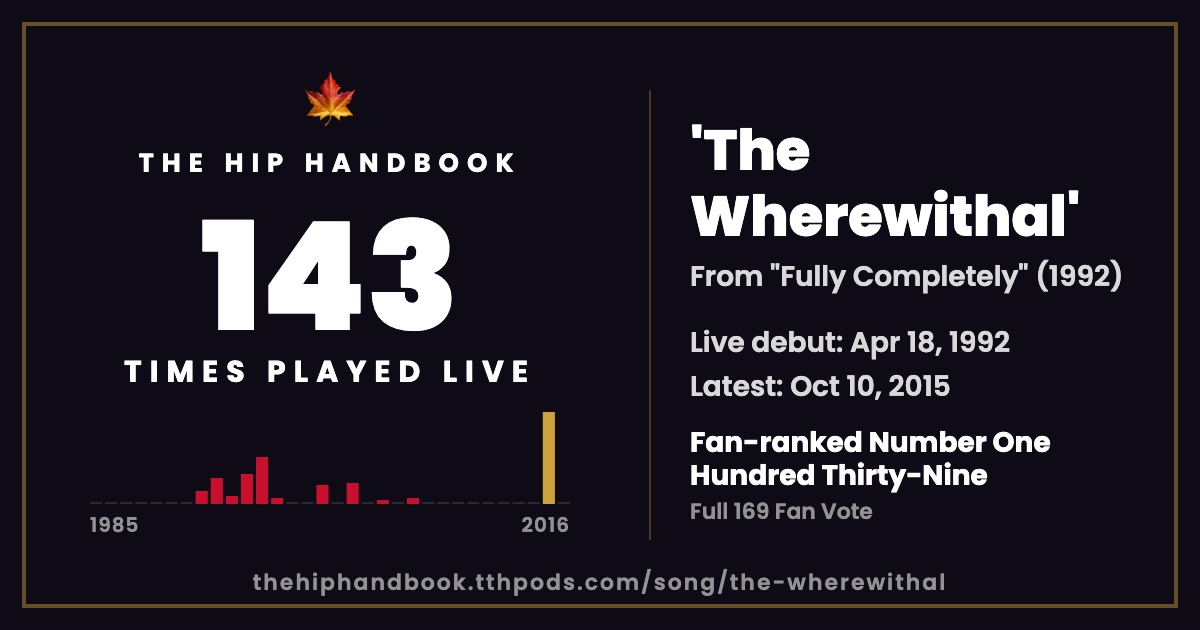 THE HIP HANDBOOK
143
TIMES PLAYED LIVE
1985
2016
'The
Wherewithal'
From "Fully Completely" (1992)
Live debut: Apr 18, 1992
Latest: Oct 10, 2015
Fan-ranked Number One
Hundred Thirty-Nine
Full 169 Fan Vote
thehiphandbook.tthpods.com/song/the-wherewithal